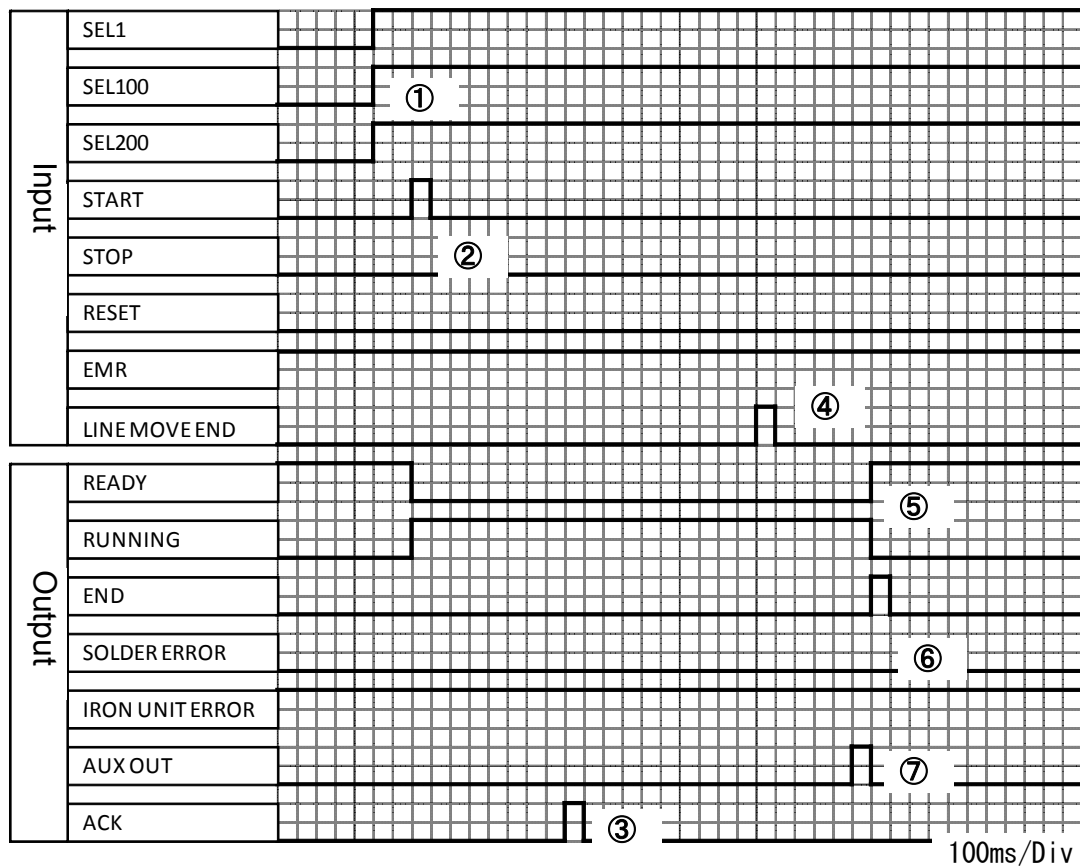 Input
SEL1
SEL100
①
SEL200
START
STOP
②
RESET
EMR
④
LINE MOVE END
Output
READY
⑤
RUNNING
END
SOLDER ERROR
⑥
IRON UNIT ERROR
AUX OUT
⑦
ACK
③
100ms/Div